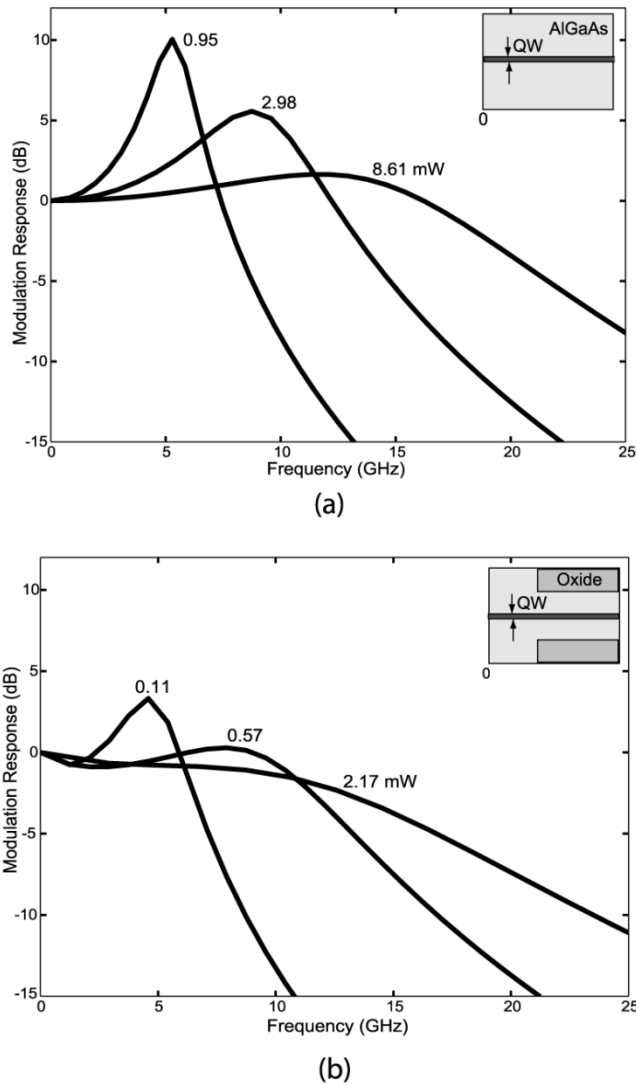 10
5
0
-5
-10
-15
Modulation Response (dB)
0.95
2.98
8.61 mW
AlGaAs
QW
0
0 5 10 15 20 25
Frequency (GHz)
(a)
10
5
0
-5
-10
-15
Modulation Response (dB)
0.11
0.57
2.17 mW
Oxide
QW
0
0 5 10 15 20 25
Frequency (GHz)
(b)